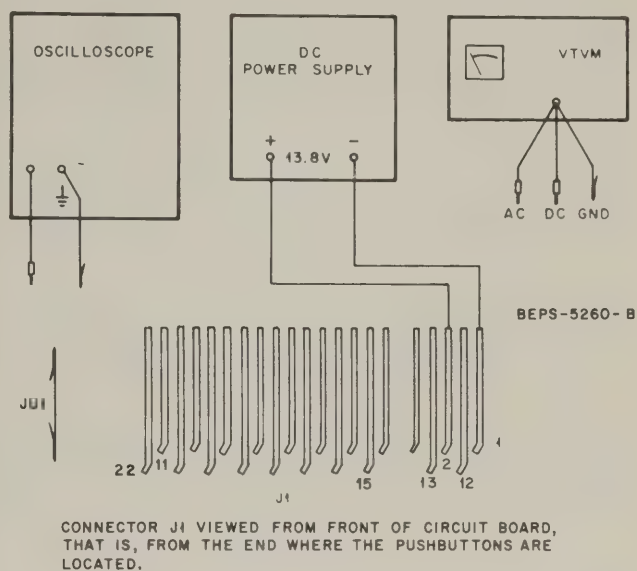 OSCILLOSCOPE
DC
POWER SUPPLY
VTVM
+
13.8V
-
-
AC DC GND
BEPS-5260-B
22
11
15
13
2
12
1
J1
CONNECTOR J1 VIEWED FROM FRONT OF CIRCUIT BOARD,
THAT IS, FROM THE END WHERE THE PUSHBUTTONS ARE
LOCATED.